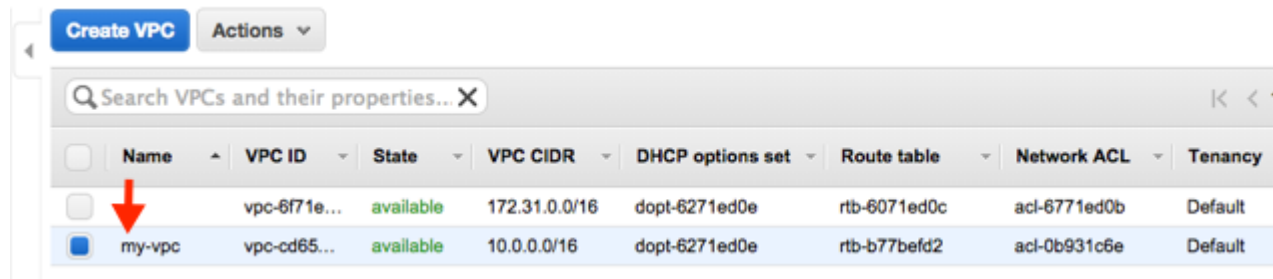 Create VPC Actions
Search VPCs and their properties...
Name VPC ID State VPC CIDR DHCP options set Route table Network ACL Tenancy
vpc-6f71e... available 172.31.0.0/16 dopt-6271ed0e rtb-6071ed0c acl-6771ed0b Default
my-vpc vpc-cd65... available 10.0.0.0/16 dopt-6271ed0e rtb-b77befd2 acl-0b931c6e Default